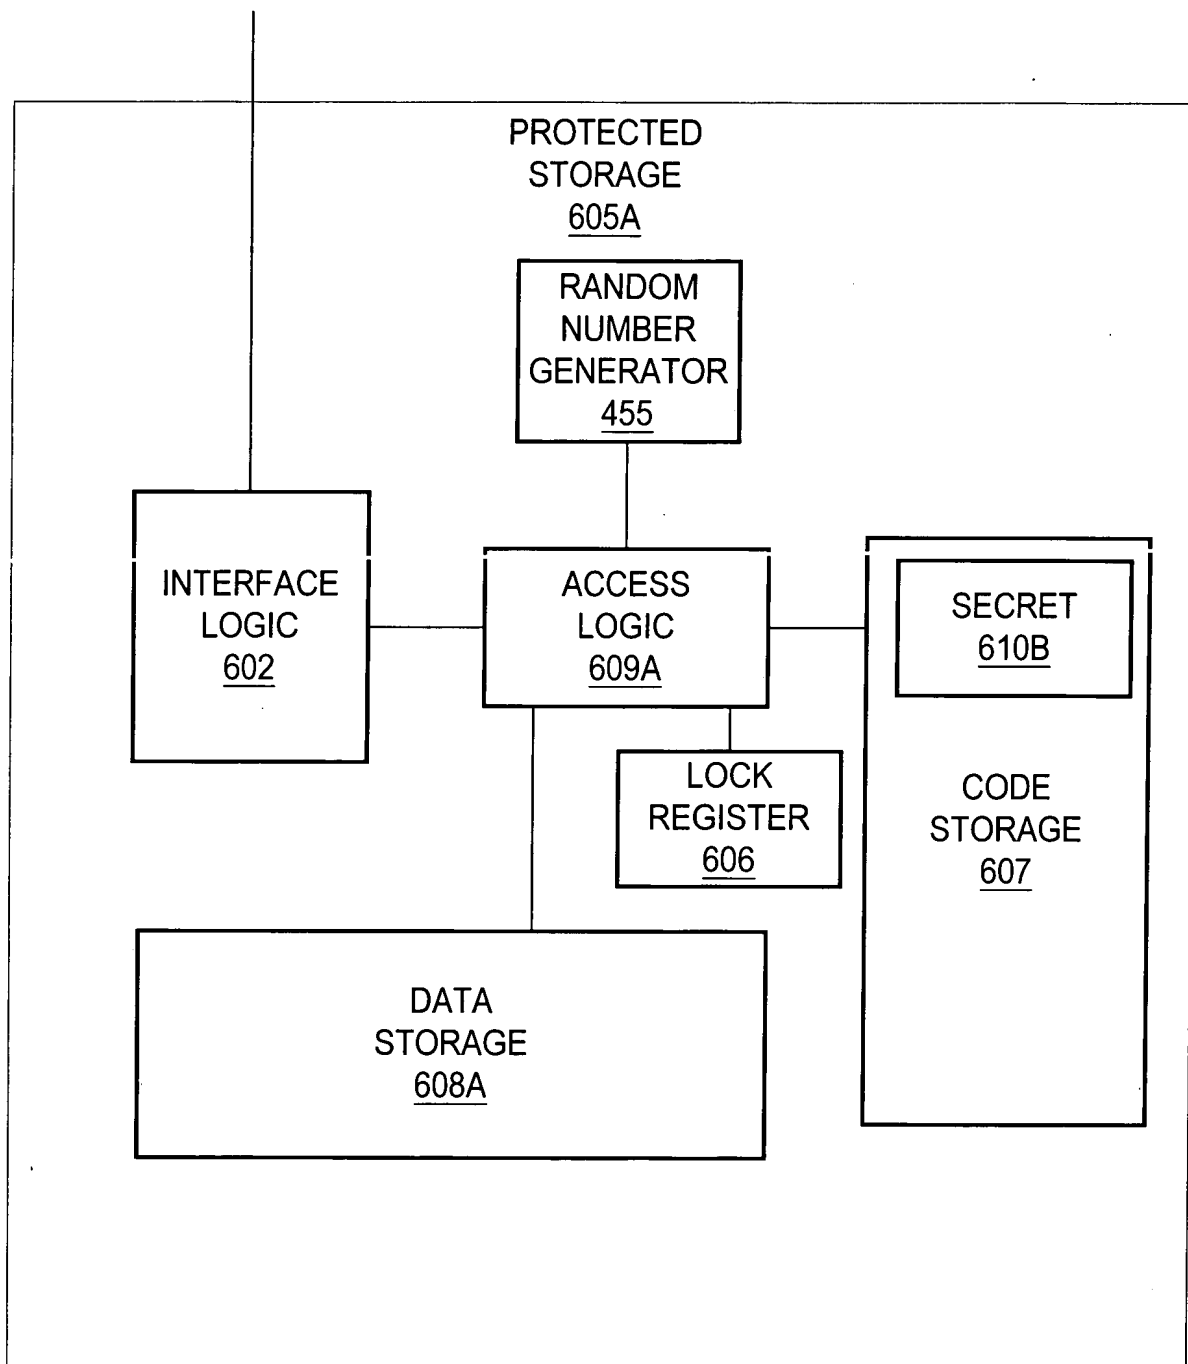 PROTECTED
STORAGE
605A
RANDOM
NUMBER
GENERATOR
455
INTERFACE
LOGIC
602
ACCESS
LOGIC
609A
SECRET
610B
LOCK
REGISTER
606
CODE
STORAGE
607
DATA
STORAGE
608A